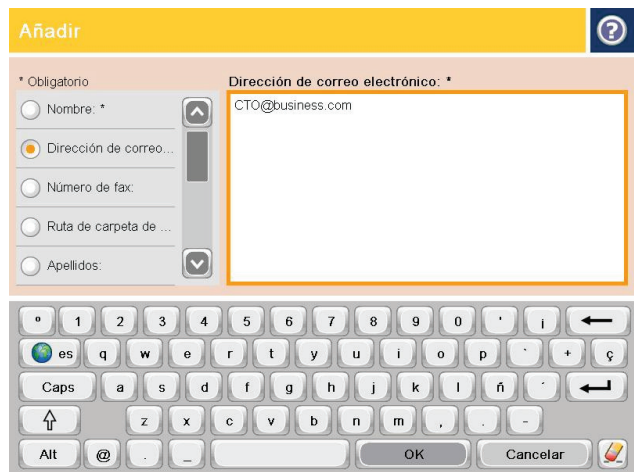 Añadir
* Obligatorio
Nombre: *
Dirección de correo...
Número de fax:
Ruta de carpeta de ...
Apellidos:
Dirección de correo electrónico: *
CTO@business.com
º 1 2 3 4 5 6 7 8 9 0 ' ¡
es q w e r t y u i o p ` + ç
Caps a s d f g h j k l ñ ´
z x c v b n m , . -
Alt @ . _ OK Cancelar